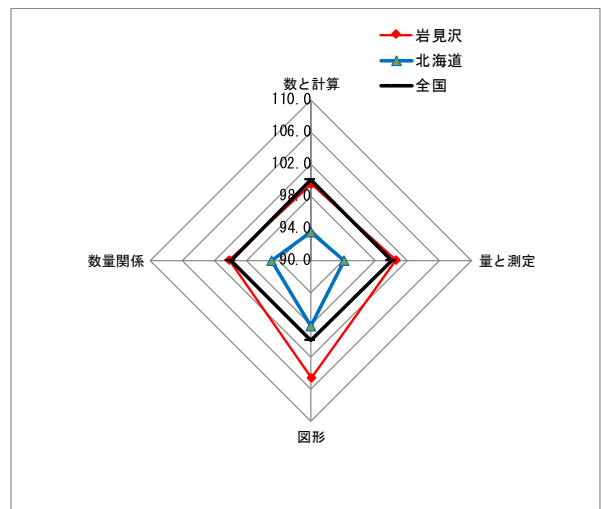 岩見沢
北海道
全国
数と計算
110.0
106.0
102.0
98.0
94.0
90.0
数量関係
量と測定
図形